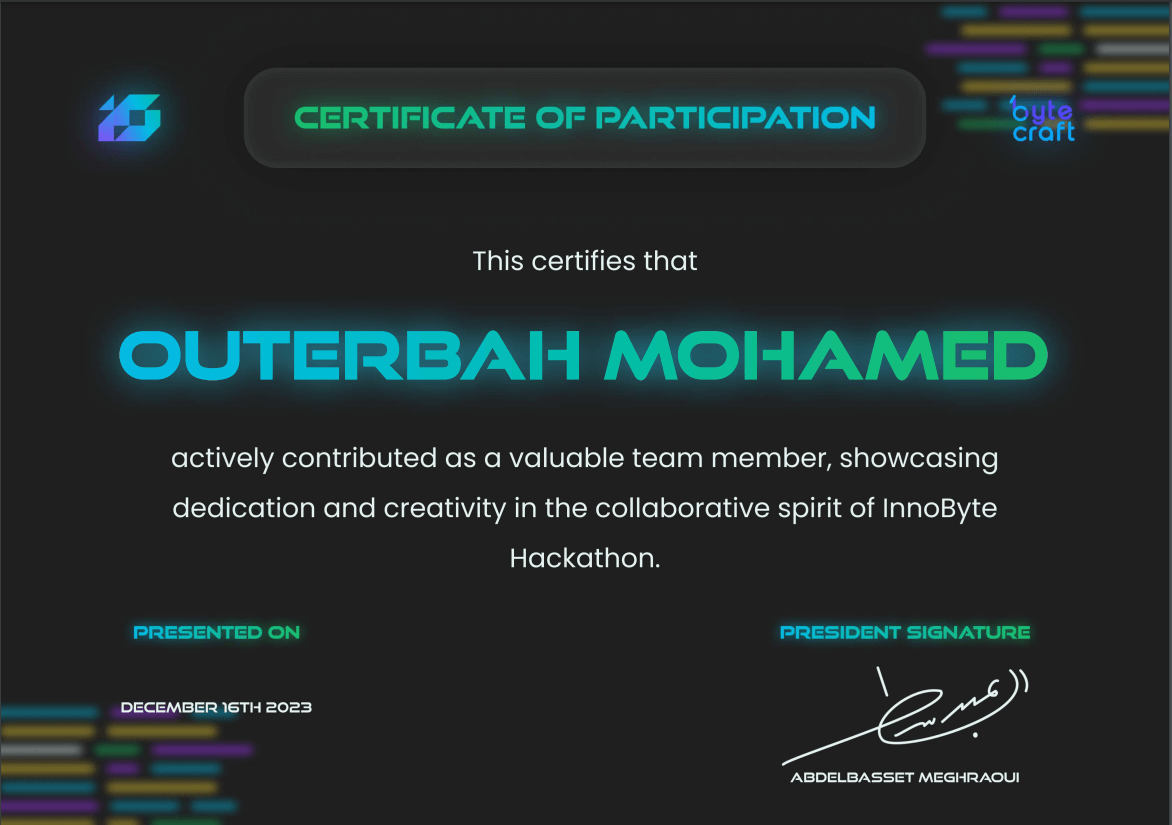 CERTIFICATE OF PARTICIPATION
byte
craft
This certifies that
OUTERBAH MOHAMED
actively contributed as a valuable team member, showcasing
dedication and creativity in the collaborative spirit of InnoByte
Hackathon.
PRESENTED ON
PRESIDENT SIGNATURE
DECEMBER 16TH 2023
ABDELBASSET MEGHRAOUI